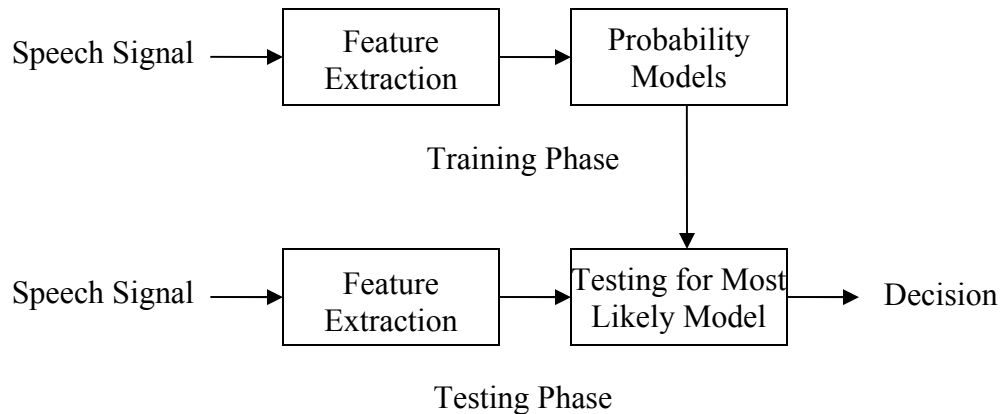 Speech Signal
Feature
Extraction
Probability
Models
Training Phase
Speech Signal
Feature
Extraction
Testing for Most
Likely Model
Decision
Testing Phase